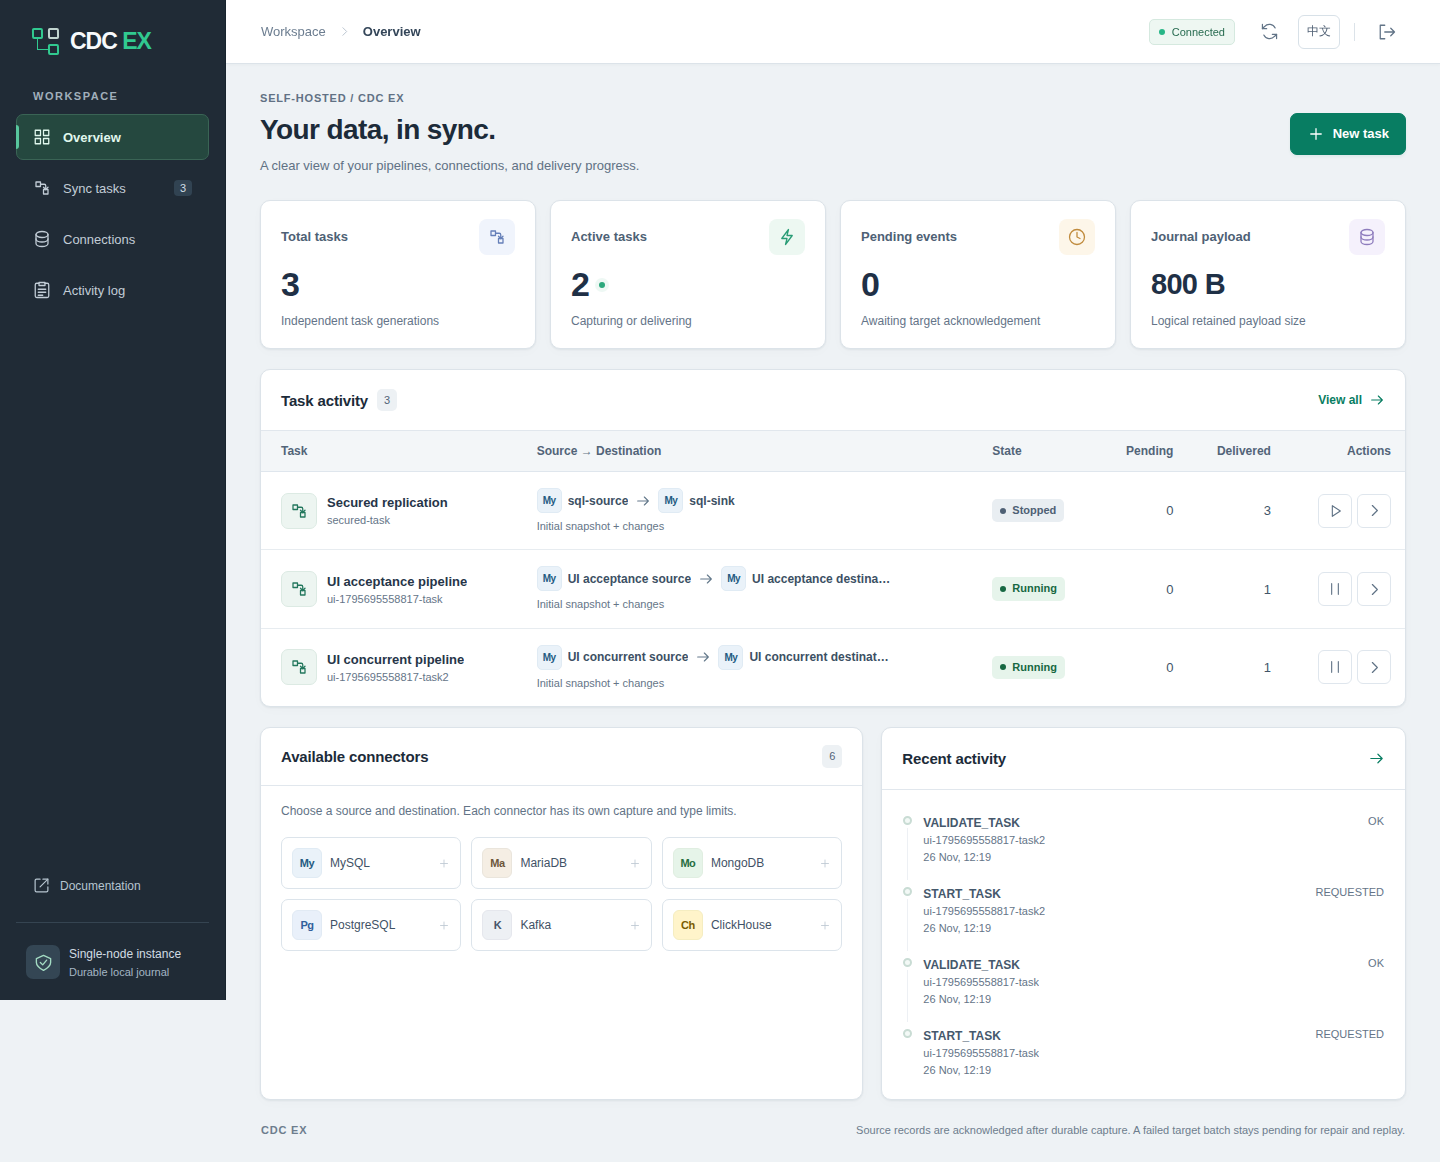 CDC EX
WORKSPACE
Overview
Sync tasks 3
Connections
Activity log
Documentation
Single-node instance
Durable local journal
Workspace Overview
Connected
中文
SELF-HOSTED / CDC EX
Your data, in sync.
A clear view of your pipelines, connections, and delivery progress.
New task
Total tasks
3
Independent task generations
Active tasks
2
Capturing or delivering
Pending events
0
Awaiting target acknowledgement
Journal payload
800 B
Logical retained payload size
Task activity 3
View all
Task Source → Destination State Pending Delivered Actions
Secured replication
secured-task
My sql-source My sql-sink
Initial snapshot + changes
Stopped 0 3
UI acceptance pipeline
ui-1795695558817-task
My UI acceptance source My UI acceptance destina…
Initial snapshot + changes
Running 0 1
UI concurrent pipeline
ui-1795695558817-task2
My UI concurrent source My UI concurrent destinat…
Initial snapshot + changes
Running 0 1
Available connectors 6
Choose a source and destination. Each connector has its own capture and type limits.
My MySQL +
Ma MariaDB +
Mo MongoDB +
Pg PostgreSQL +
K Kafka +
Ch ClickHouse +
Recent activity
VALIDATE_TASK OK
ui-1795695558817-task2
26 Nov, 12:19
START_TASK REQUESTED
ui-1795695558817-task2
26 Nov, 12:19
VALIDATE_TASK OK
ui-1795695558817-task
26 Nov, 12:19
START_TASK REQUESTED
ui-1795695558817-task
26 Nov, 12:19
CDC EX
Source records are acknowledged after durable capture. A failed target batch stays pending for repair and replay.